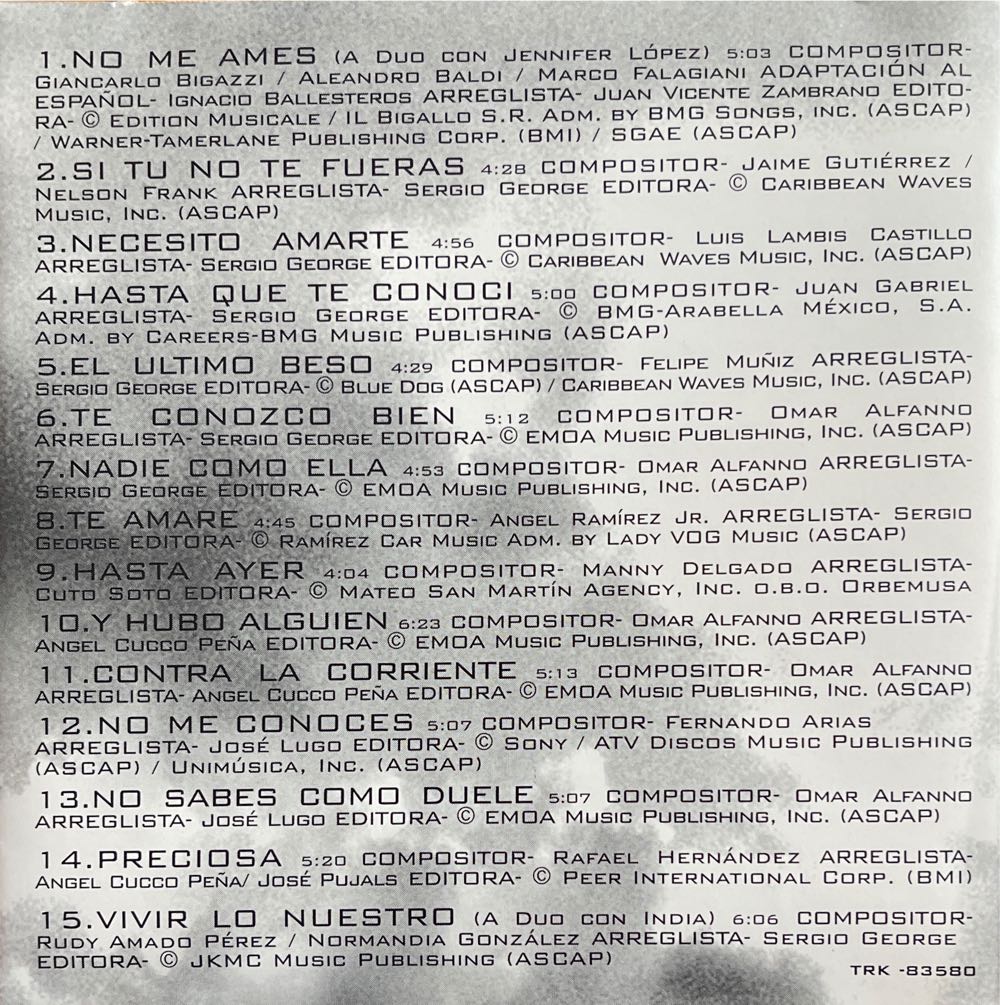 1.NO ME AMES (A DUO CON JENNIFER LÓPEZ) 5:03 COMPOSITOR-
GIANCARLO BIGAZZI / ALEANDRO BALDI / MARCO FALAGIANI ADAPTACIÓN AL
ESPAÑOL- IGNACIO BALLESTEROS ARREGLISTA- JUAN VICENTE ZAMBRANO EDITO-
RA- © EDITION MUSICALE / IL BIGALLO S.R. ADM. BY BMG SONGS, INC. (ASCAP)
/ WARNER-TAMERLANE PUBLISHING CORP. (BMI) / SGAE (ASCAP)
2.SI TU NO TE FUERAS 4:28 COMPOSITOR- JAIME GUTIÉRREZ /
NELSON FRANK ARREGLISTA- SERGIO GEORGE EDITORA- © CARIBBEAN WAVES
MUSIC, INC. (ASCAP)
3.NECESITO AMARTE 4:56 COMPOSITOR- LUIS LAMBIS CASTILLO
ARREGLISTA- SERGIO GEORGE EDITORA- © CARIBBEAN WAVES MUSIC, INC. (ASCAP)
4.HASTA QUE TE CONOCI 5:00 COMPOSITOR- JUAN GABRIEL
ARREGLISTA- SERGIO GEORGE EDITORA- © BMG-ARABELLA MÉXICO, S.A.
ADM. BY CAREERS-BMG MUSIC PUBLISHING (ASCAP)
5.EL ULTIMO BESO 4:29 COMPOSITOR- FELIPE MUÑIZ ARREGLISTA-
SERGIO GEORGE EDITORA- © BLUE DOG (ASCAP) / CARIBBEAN WAVES MUSIC, INC. (ASCAP)
6.TE CONOZCO BIEN 5:12 COMPOSITOR- OMAR ALFANNO
ARREGLISTA- SERGIO GEORGE EDITORA- © EMOA MUSIC PUBLISHING, INC. (ASCAP)
7.NADIE COMO ELLA 4:53 COMPOSITOR- OMAR ALFANNO ARREGLISTA-
SERGIO GEORGE EDITORA- © EMOA MUSIC PUBLISHING, INC. (ASCAP)
8.TE AMARE 4:45 COMPOSITOR- ANGEL RAMÍREZ JR. ARREGLISTA- SERGIO
GEORGE EDITORA- © RAMÍREZ CAR MUSIC ADM. BY LADY VOG MUSIC (ASCAP)
9.HASTA AYER 4:04 COMPOSITOR- MANNY DELGADO ARREGLISTA-
CUTO SOTO EDITORA- © MATEO SAN MARTÍN AGENCY, INC. O.B.O. ORBEMUSA
10.Y HUBO ALGUIEN 6:23 COMPOSITOR- OMAR ALFANNO ARREGLISTA-
ANGEL CUCCO PEÑA EDITORA- © EMOA MUSIC PUBLISHING, INC. (ASCAP)
11.CONTRA LA CORRIENTE 5:13 COMPOSITOR- OMAR ALFANNO
ARREGLISTA- ANGEL CUCCO PEÑA EDITORA- © EMOA MUSIC PUBLISHING, INC. (ASCAP)
12.NO ME CONOCES 5:07 COMPOSITOR- FERNANDO ARIAS
ARREGLISTA- JOSÉ LUGO EDITORA- © SONY / ATV DISCOS MUSIC PUBLISHING
(ASCAP) / UNIMÚSICA, INC. (ASCAP)
13.NO SABES COMO DUELE 5:07 COMPOSITOR- OMAR ALFANNO
ARREGLISTA- JOSÉ LUGO EDITORA- © EMOA MUSIC PUBLISHING, INC. (ASCAP)
14.PRECIOSA 5:20 COMPOSITOR- RAFAEL HERNÁNDEZ ARREGLISTA-
ANGEL CUCCO PEÑA/ JOSÉ PUJALS EDITORA- © PEER INTERNATIONAL CORP. (BMI)
15.VIVIR LO NUESTRO (A DUO CON INDIA) 6:06 COMPOSITOR-
RUDY AMADO PÉREZ / NORMANDIA GONZÁLEZ ARREGLISTA- SERGIO GEORGE
EDITORA- © JKMC MUSIC PUBLISHING (ASCAP)
TRK -83580